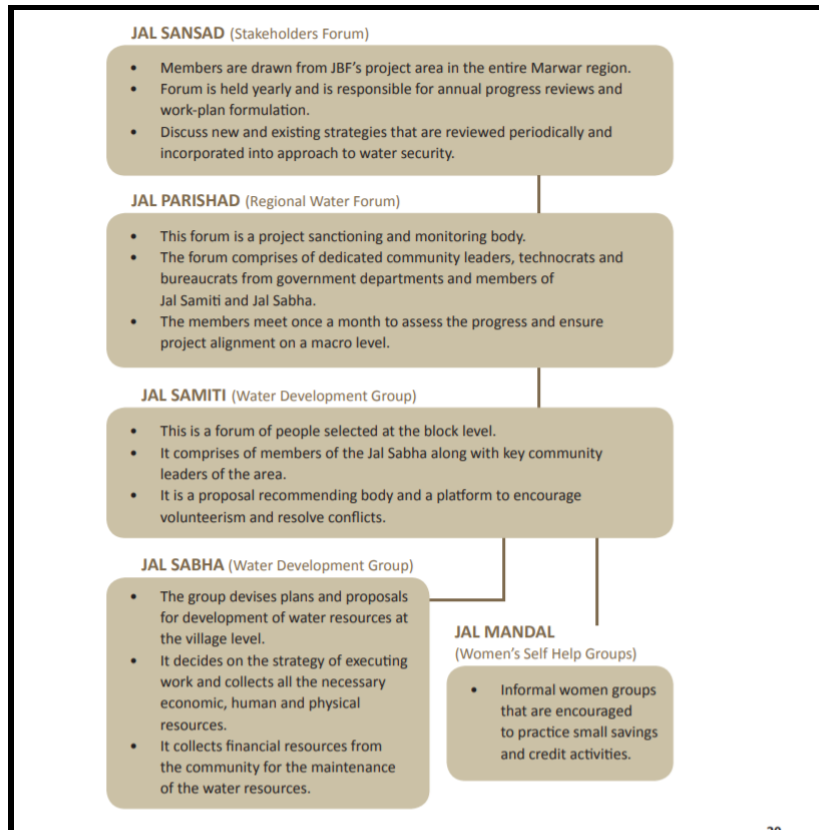 JAL SANSAD (Stakeholders Forum)
• Members are drawn from JBF's project area in the entire Marwar region.
• Forum is held yearly and is responsible for annual progress reviews and
work-plan formulation.
• Discuss new and existing strategies that are reviewed periodically and
incorporated into approach to water security.
JAL PARISHAD (Regional Water Forum)
• This forum is a project sanctioning and monitoring body.
• The forum comprises of dedicated community leaders, technocrats and
bureaucrats from government departments and members of
Jal Samiti and Jal Sabha.
• The members meet once a month to assess the progress and ensure
project alignment on a macro level.
JAL SAMITI (Water Development Group)
• This is a forum of people selected at the block level.
• It comprises of members of the Jal Sabha along with key community
leaders of the area.
• It is a proposal recommending body and a platform to encourage
volunteerism and resolve conflicts.
JAL SABHA (Water Development Group)
• The group devises plans and proposals
for development of water resources at
the village level.
• It decides on the strategy of executing
work and collects all the necessary
economic, human and physical
resources.
• It collects financial resources from
the community for the maintenance
of the water resources.
JAL MANDAL
(Women's Self Help Groups)
• Informal women groups
that are encouraged
to practice small savings
and credit activities.